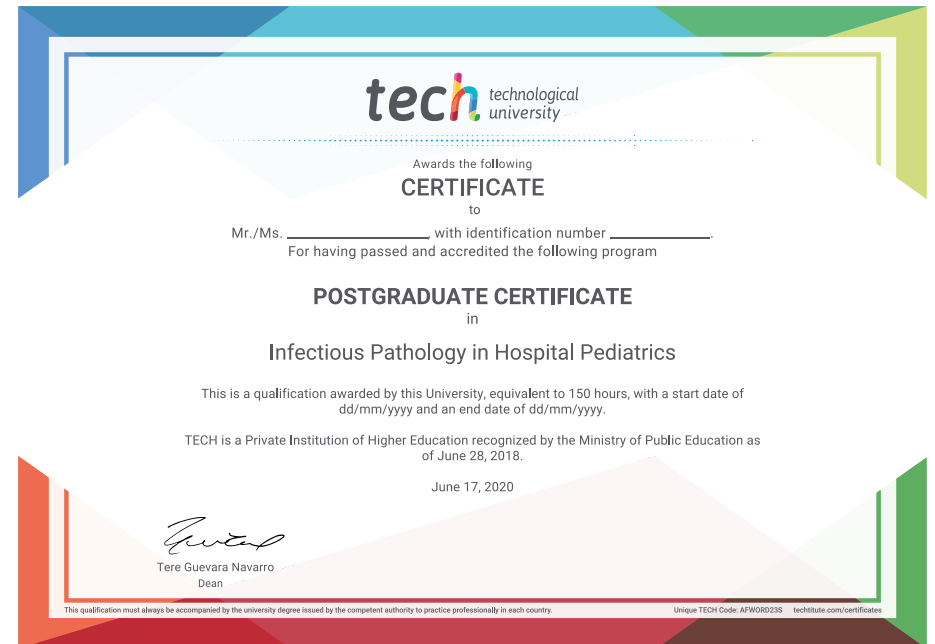 tech technological
university
Awards the following
CERTIFICATE
to
Mr./Ms. ____________________, with identification number ______________.
For having passed and accredited the following program
POSTGRADUATE CERTIFICATE
in
Infectious Pathology in Hospital Pediatrics
This is a qualification awarded by this University, equivalent to 150 hours, with a start date of
dd/mm/yyyy and an end date of dd/mm/yyyy.
TECH is a Private Institution of Higher Education recognized by the Ministry of Public Education as
of June 28, 2018.
June 17, 2020
Tere Guevara Navarro
Dean
This qualification must always be accompanied by the university degree issued by the competent authority to practice professionally in each country.
Unique TECH Code: AFWORD23S techtitute.com/certificates